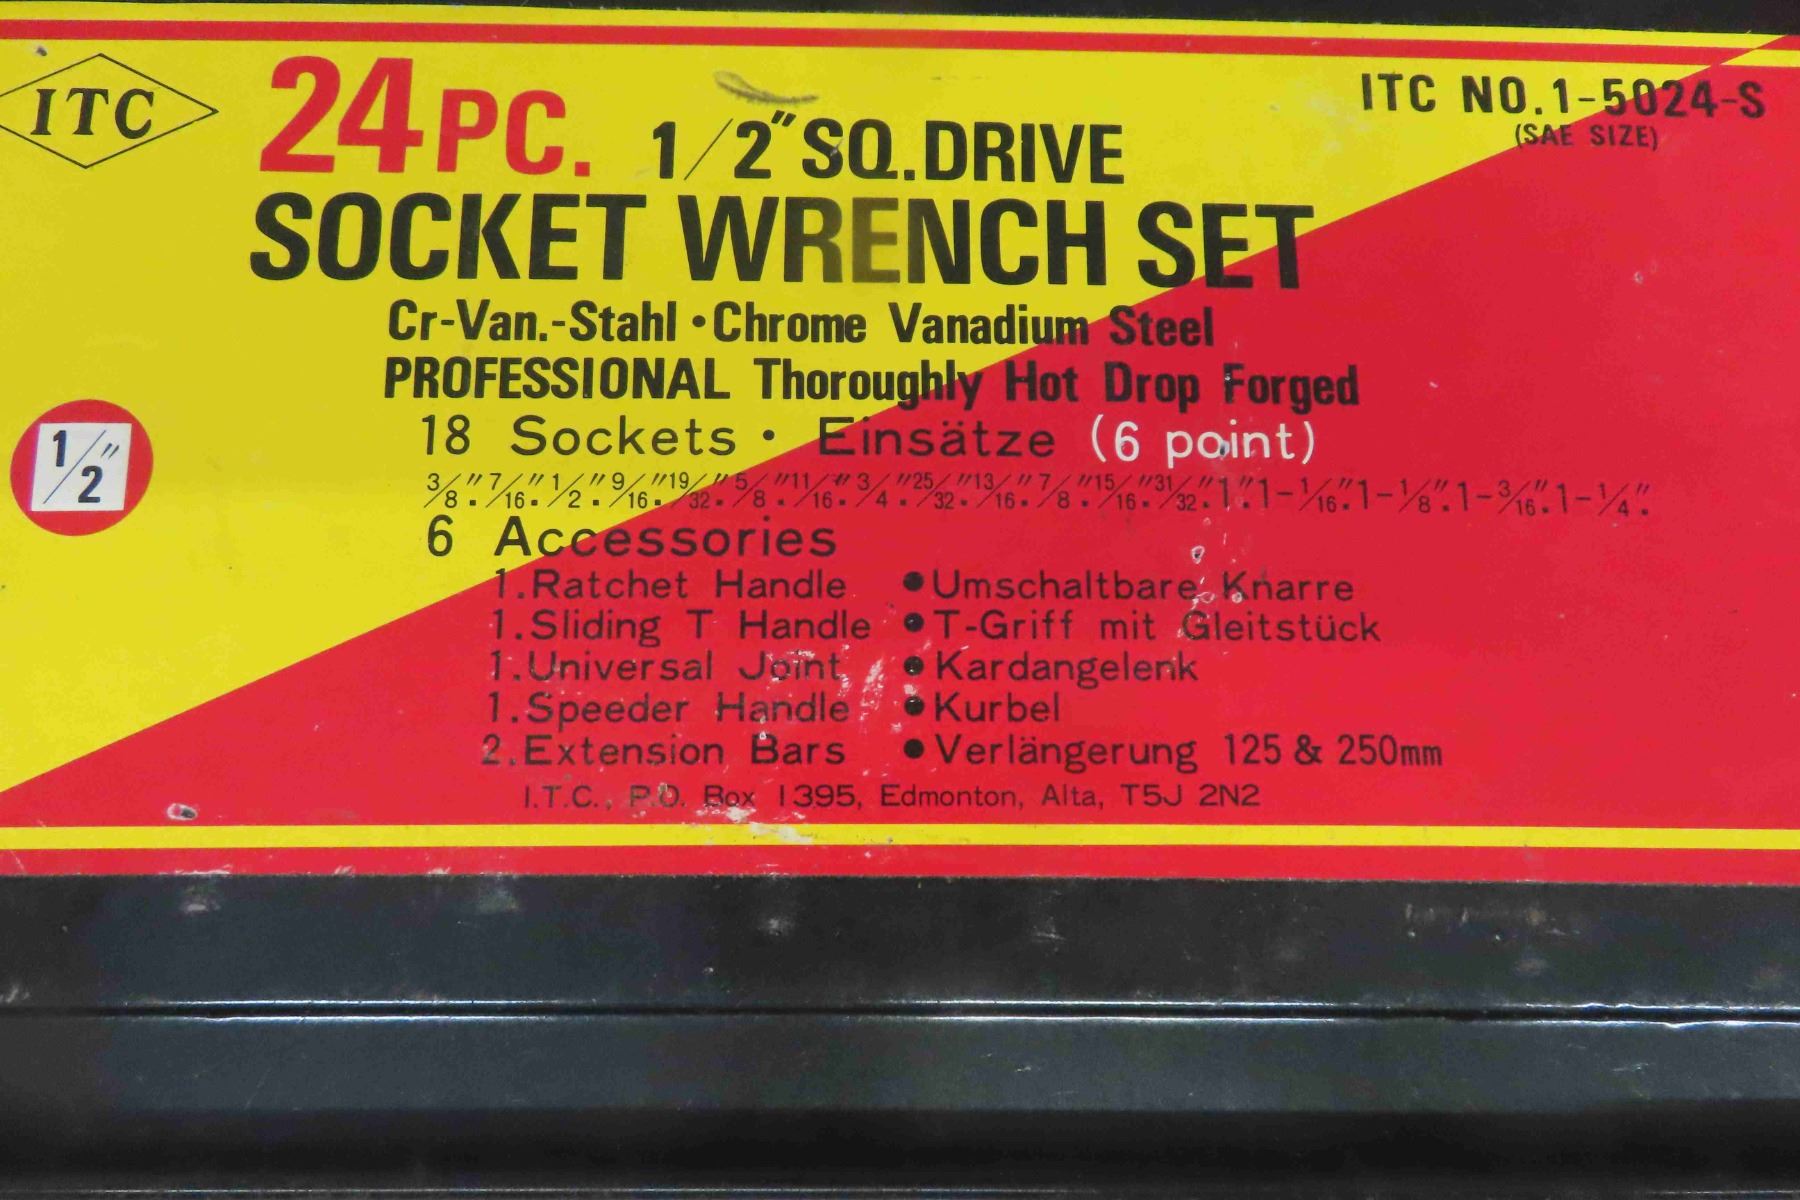 ITC
24 PC. 1/2" SQ. DRIVE
ITC NO.1-5024-S
(SAE SIZE)
SOCKET WRENCH SET
Cr-Van.-Stahl • Chrome Vanadium Steel
PROFESSIONAL Thoroughly Hot Drop Forged
18 Sockets • Einsätze (6 point)
1/2"
3/8". 7/16". 1/2". 9/16". 19/32". 5/8". 11/16". 3/4". 25/32". 13/16". 7/8". 15/16". 31/32". 1". 1-1/16". 1-1/8". 1-3/16". 1-1/4".
6 Accessories
1. Ratchet Handle • Umschaltbare Knarre
1. Sliding T Handle • T-Griff mit Gleitstück
1. Universal Joint • Kardangelenk
1. Speeder Handle • Kurbel
2. Extension Bars • Verlängerung 125 & 250mm
I.T.C., P.O. Box 1395, Edmonton, Alta, T5J 2N2